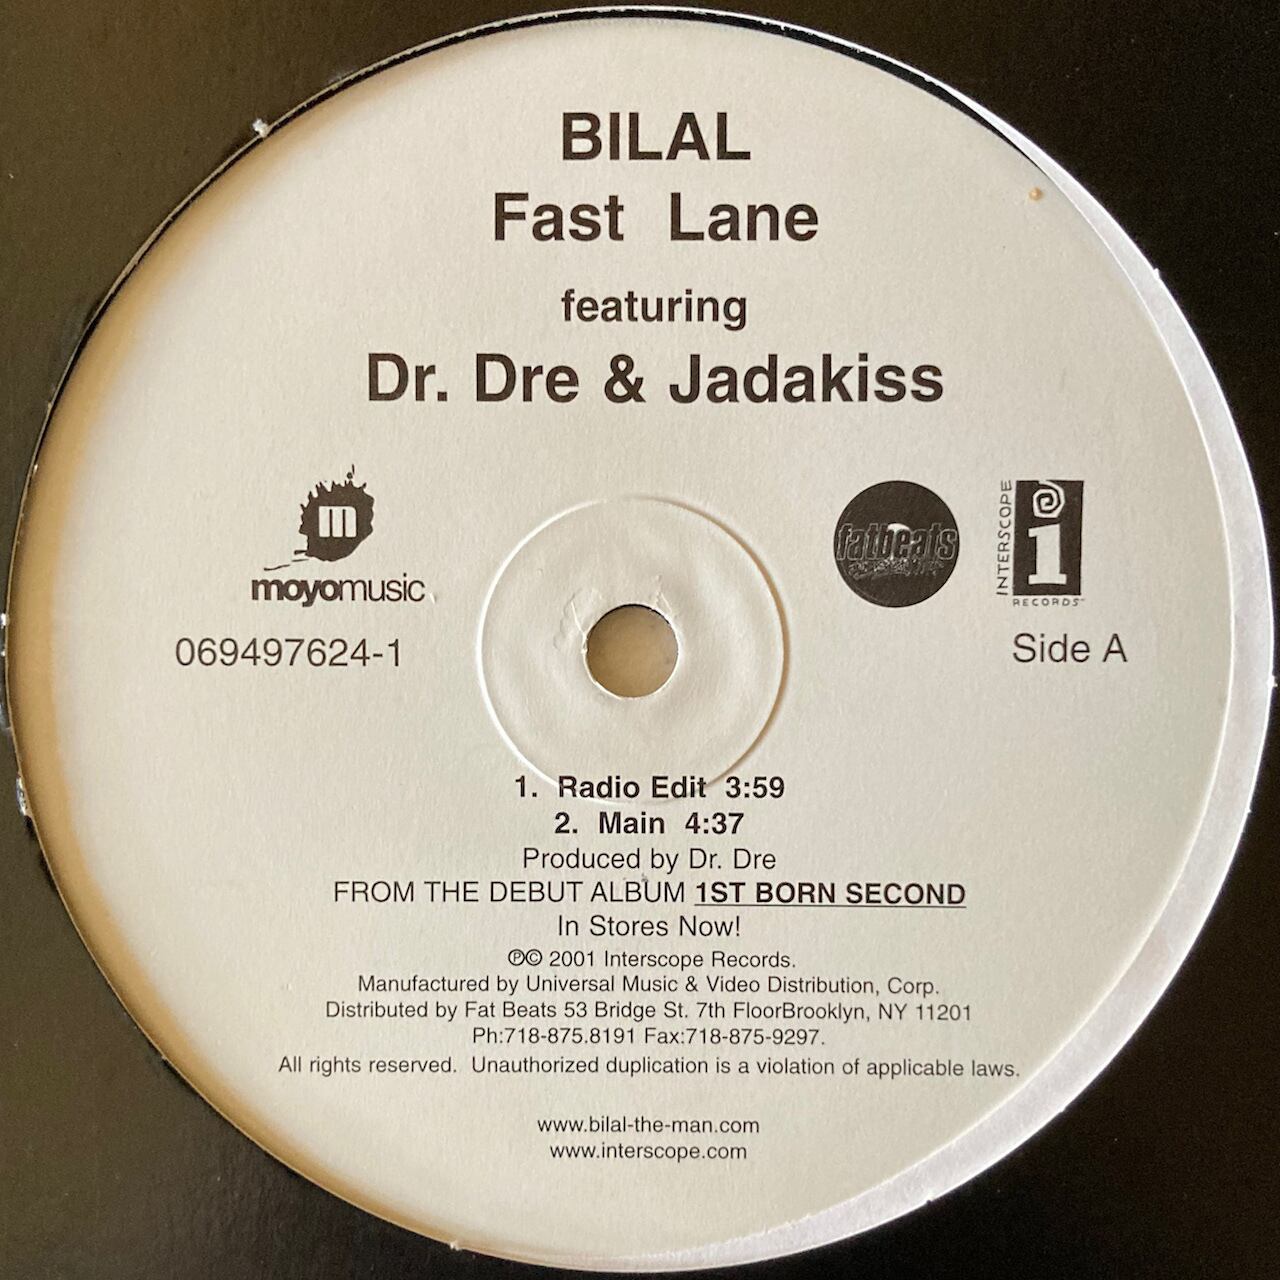 BILAL
Fast Lane
featuring
Dr. Dre & Jadakiss
m
moyomusic
fatbeats
INTERSCOPE
i
RECORDS
069497624-1
Side A
1. Radio Edit 3:59
2. Main 4:37
Produced by Dr. Dre
FROM THE DEBUT ALBUM 1ST BORN SECOND
In Stores Now!
℗© 2001 Interscope Records.
Manufactured by Universal Music & Video Distribution, Corp.
Distributed by Fat Beats 53 Bridge St. 7th FloorBrooklyn, NY 11201
Ph:718-875.8191 Fax:718-875-9297.
All rights reserved. Unauthorized duplication is a violation of applicable laws.
www.bilal-the-man.com
www.interscope.com